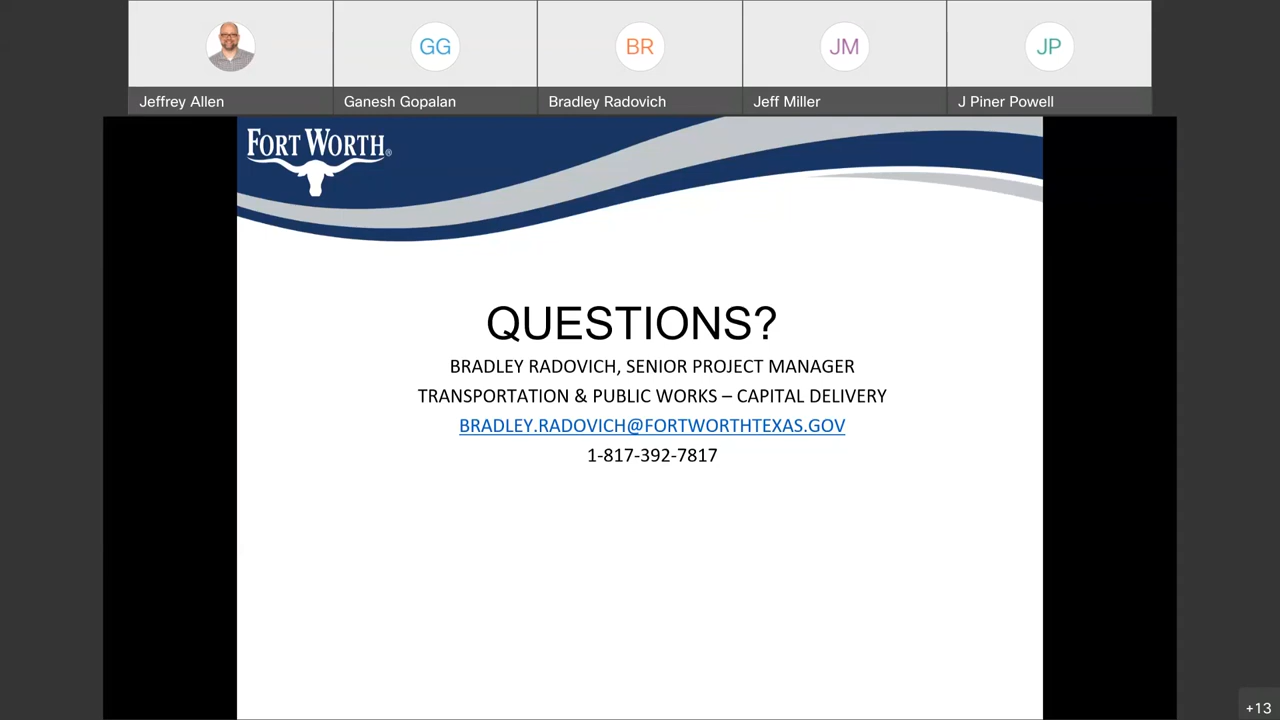 GG
BR
JM
JP
Jeffrey Allen
Ganesh Gopalan
Bradley Radovich
Jeff Miller
J Piner Powell
FORT WORTH®
QUESTIONS?
BRADLEY RADOVICH, SENIOR PROJECT MANAGER
TRANSPORTATION & PUBLIC WORKS – CAPITAL DELIVERY
BRADLEY.RADOVICH@FORTWORTHTEXAS.GOV
1-817-392-7817
+13